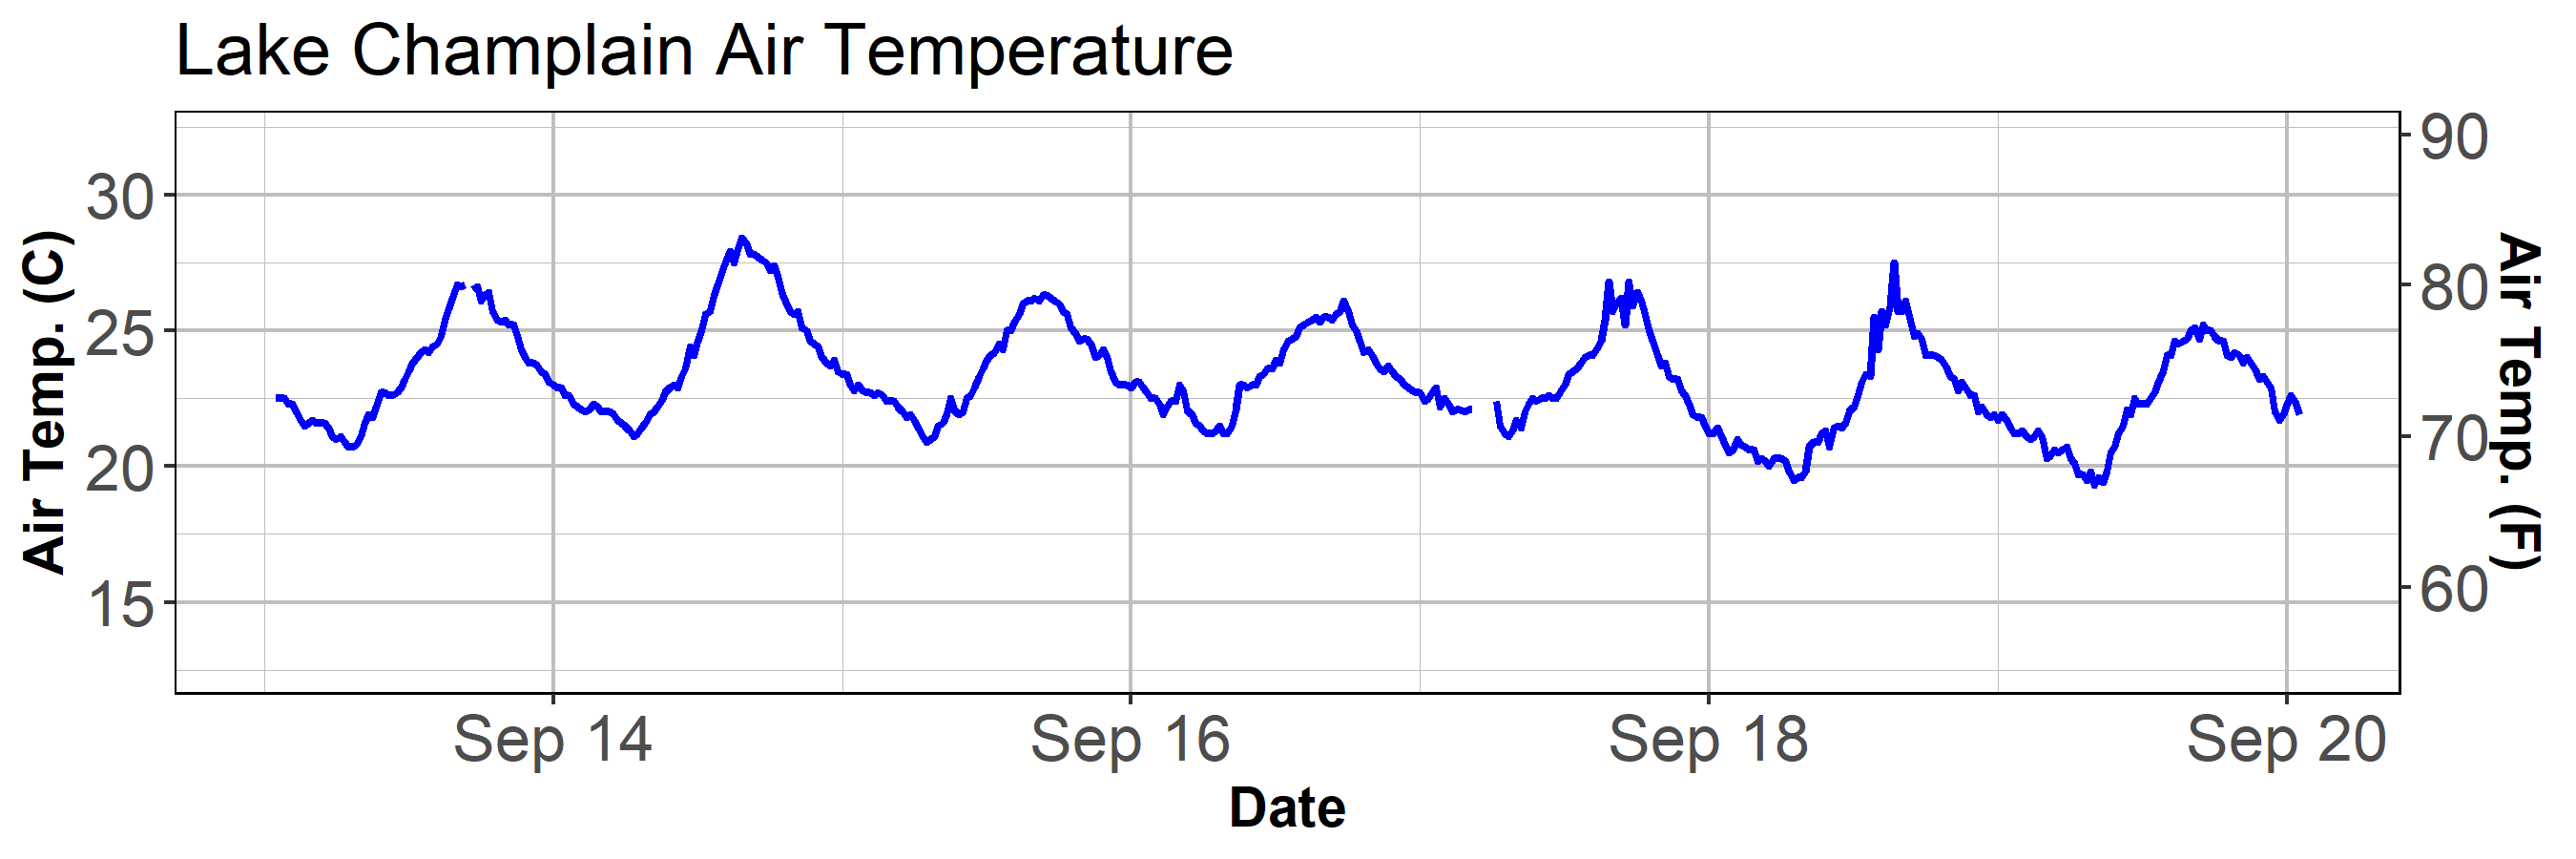 Lake Champlain Air Temperature
Air Temp. (C)
30
25
20
15
90
80
70
60
Air Temp. (F)
Sep 14
Sep 16
Sep 18
Sep 20
Date